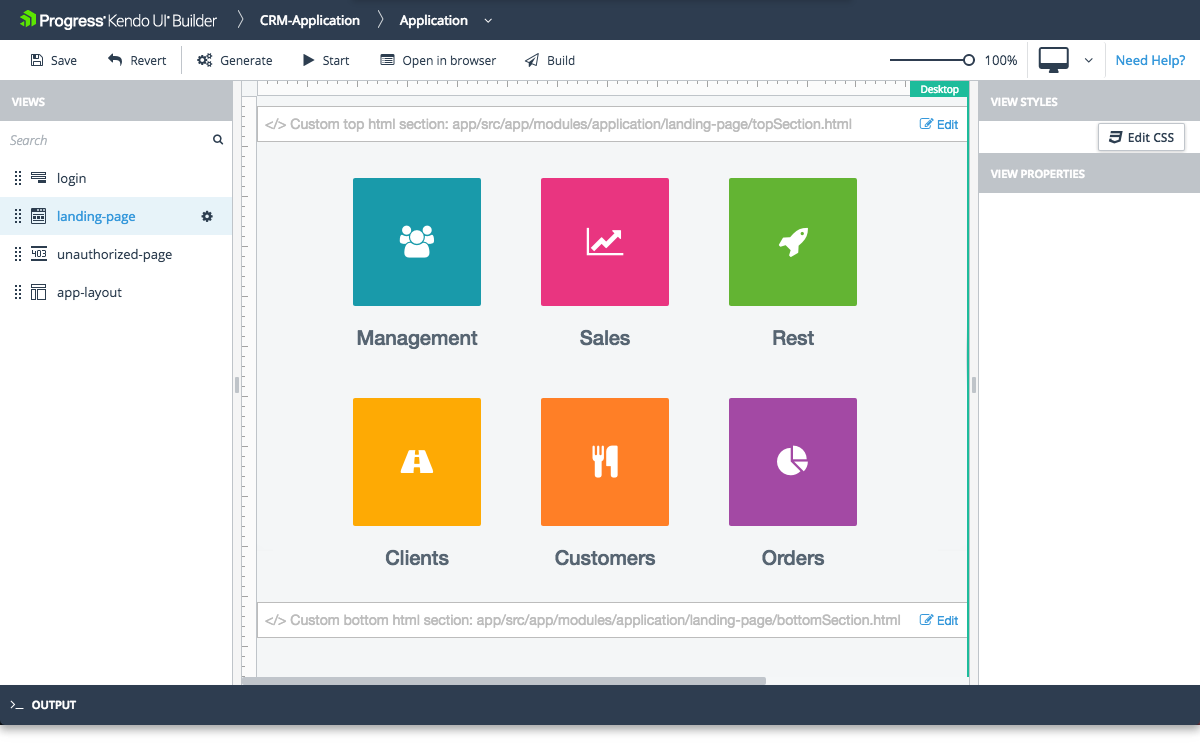 Progress Kendo UI Builder CRM-Application Application
Save Revert Generate Start Open in browser Build 100% Need Help?
VIEWS
Search
login
landing-page
403 unauthorized-page
app-layout
Desktop
</> Custom top html section: app/src/app/modules/application/landing-page/topSection.html Edit
Management Sales Rest
Clients Customers Orders
</> Custom bottom html section: app/src/app/modules/application/landing-page/bottomSection.html Edit
VIEW STYLES
Edit CSS
VIEW PROPERTIES
>_ OUTPUT